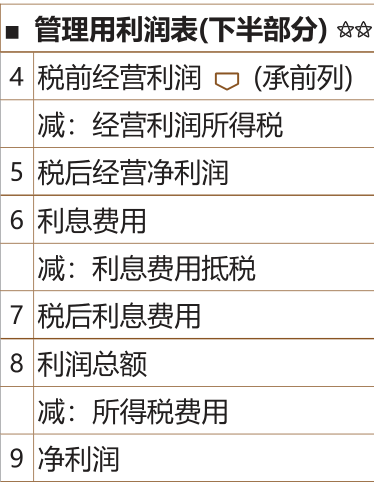 ■ 管理用利润表(下半部分) ☆☆
4 税前经营利润 (承前列)
减：经营利润所得税
5 税后经营净利润
6 利息费用
减：利息费用抵税
7 税后利息费用
8 利润总额
减：所得税费用
9 净利润